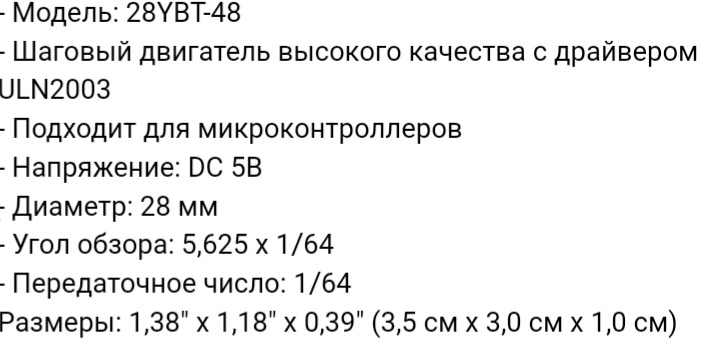 - Модель: 28YBT-48
- Шаговый двигатель высокого качества с драйвером
ULN2003
- Подходит для микроконтроллеров
- Напряжение: DC 5В
- Диаметр: 28 мм
- Угол обзора: 5,625 x 1/64
- Передаточное число: 1/64
Размеры: 1,38" x 1,18" x 0,39" (3,5 см x 3,0 см x 1,0 см)